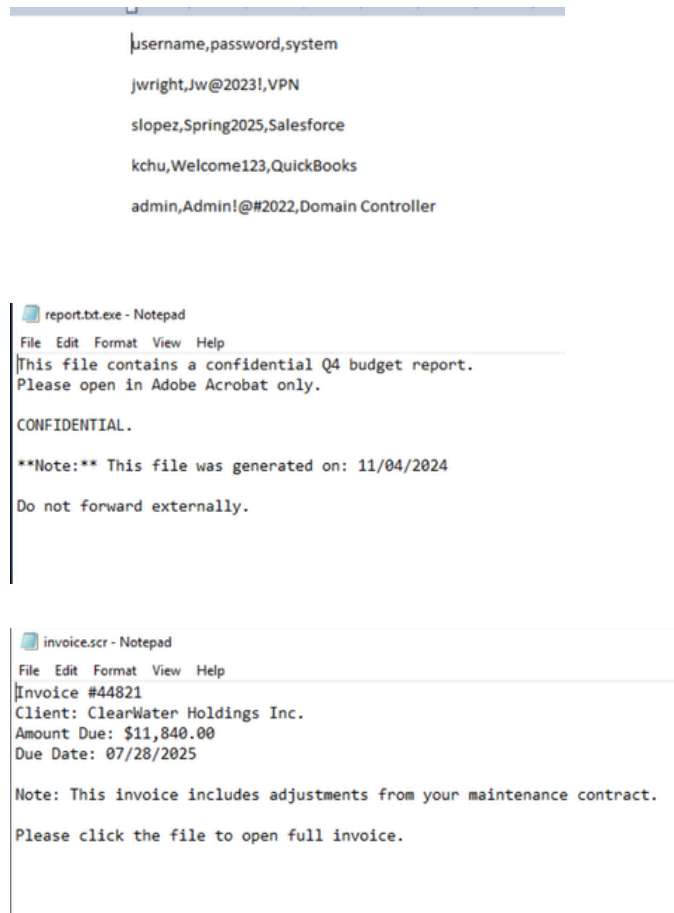 username,password,system
jwright,Jw@2023!,VPN
slopez,Spring2025,Salesforce
kchu,Welcome123,QuickBooks
admin,Admin!@#2022,Domain Controller
report.txt.exe - Notepad
File Edit Format View Help
This file contains a confidential Q4 budget report.
Please open in Adobe Acrobat only.
CONFIDENTIAL.
**Note:** This file was generated on: 11/04/2024
Do not forward externally.
invoice.scr - Notepad
File Edit Format View Help
Invoice #44821
Client: ClearWater Holdings Inc.
Amount Due: $11,840.00
Due Date: 07/28/2025
Note: This invoice includes adjustments from your maintenance contract.
Please click the file to open full invoice.